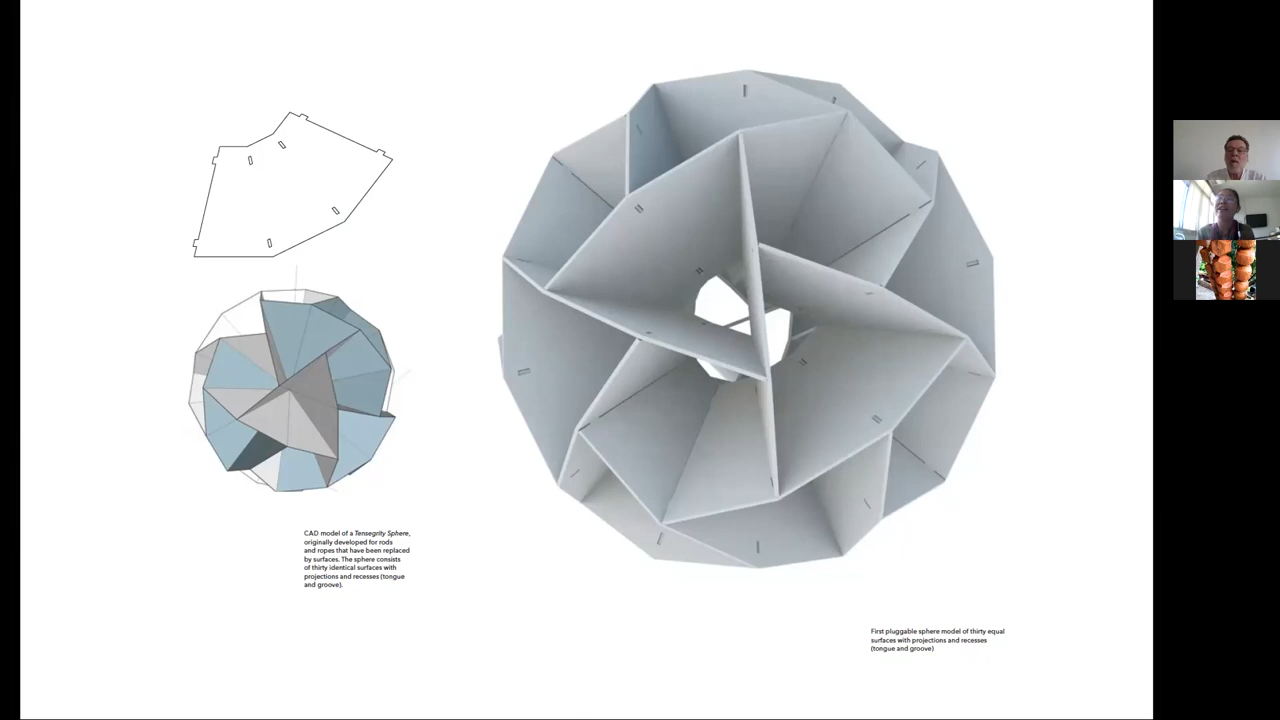 CAD model of a Tensegrity Sphere,
originally developed for rods
and ropes that have been replaced
by surfaces. The sphere consists
of thirty identical surfaces with
projections and recesses (tongue
and groove).
First pluggable sphere model of thirty equal
surfaces with projections and recesses
(tongue and groove)